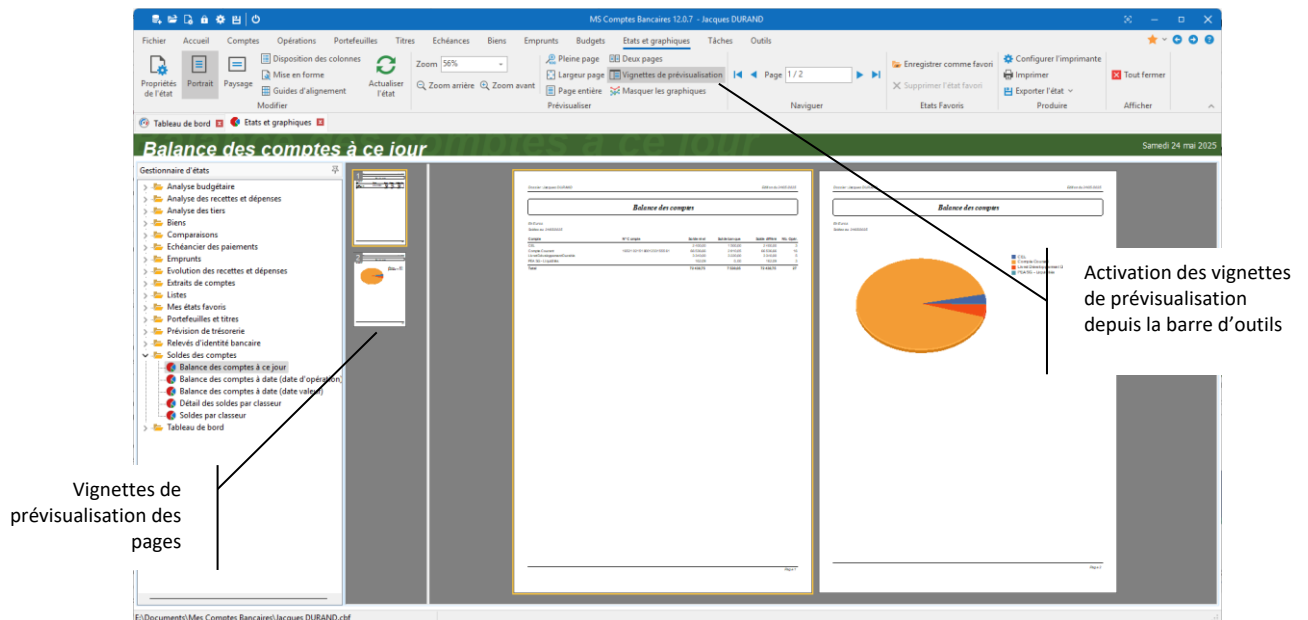 MS Comptes Bancaires 12.0.7 - Jacques DURAND
Fichier Accueil Comptes Opérations Portefeuilles Titres Echéances Biens Emprunts Budgets Etats et graphiques Tâches Outils
Propriétés de l'état
Portrait
Paysage
Disposition des colonnes
Mise en forme
Guides d'alignement
Actualiser l'état
Modifier
Zoom 56%
Zoom arrière Zoom avant
Pleine page Deux pages
Largeur page Vignettes de prévisualisation
Page entière Masquer les graphiques
Prévisualiser
Page 1 / 2
Naviguer
Enregistrer comme favori
Supprimer l'état favori
Etats Favoris
Configurer l'imprimante
Imprimer
Exporter l'état
Produire
Tout fermer
Afficher
Tableau de bord Etats et graphiques
Balance des comptes à ce jour
Samedi 24 mai 2025
Gestionnaire d'états
Analyse budgétaire
Analyse des recettes et dépenses
Analyse des tiers
Biens
Comparaisons
Echéancier des paiements
Emprunts
Evolution des recettes et dépenses
Extraits de comptes
Listes
Mes états favoris
Portefeuilles et titres
Prévision de trésorerie
Relevés d'identité bancaire
Soldes des comptes
Balance des comptes à ce jour
Balance des comptes à date (date d'opération)
Balance des comptes à date (date valeur)
Détail des soldes par classeur
Soldes par classeur
Tableau de bord
1
2
Balance des comptes
Compte
Total
Balance des comptes
CEL
Compte Courant
Activation des vignettes
de prévisualisation
depuis la barre d'outils
Vignettes de
prévisualisation des
pages
E:\Documents\Mes Comptes Bancaires\Jacques DURAND.cbf